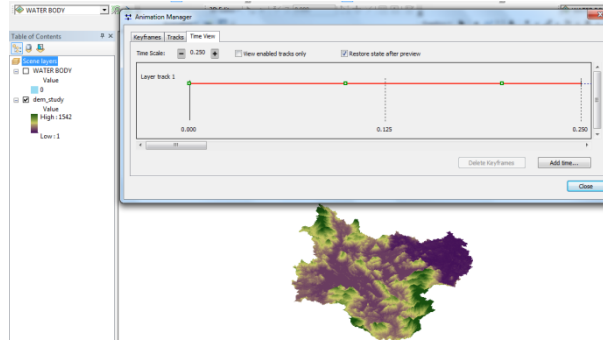 WATER BODY
Animation Manager
Table of Contents
Keyframes Tracks Time View
Time Scale: 0.250 View enabled tracks only Restore state after preview
Scene layers
WATER BODY
Value
0
dem_study
Value
High : 1542
Low : 1
Layer track 1
0.000 0.125 0.250
Delete Keyframes Add time...
Close